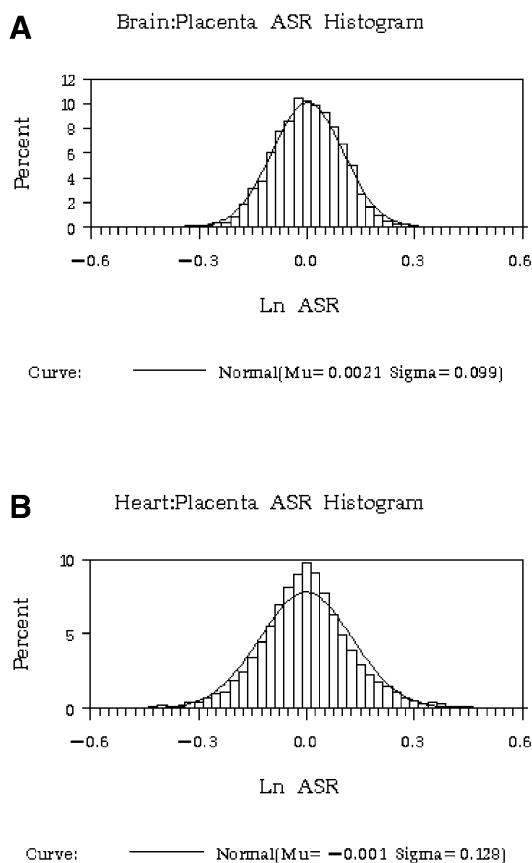 A
Brain:Placenta ASR Histogram
12
10
8
6
4
2
0
Percent
−0.6 −0.3 0.0 0.3 0.6
Ln ASR
Curve: Normal(Mu= 0.0021 Sigma= 0.099)
B
Heart:Placenta ASR Histogram
10
5
0
Percent
−0.6 −0.3 0.0 0.3 0.6
Ln ASR
Curve: Normal(Mu= −0.001 Sigma= 0.128)